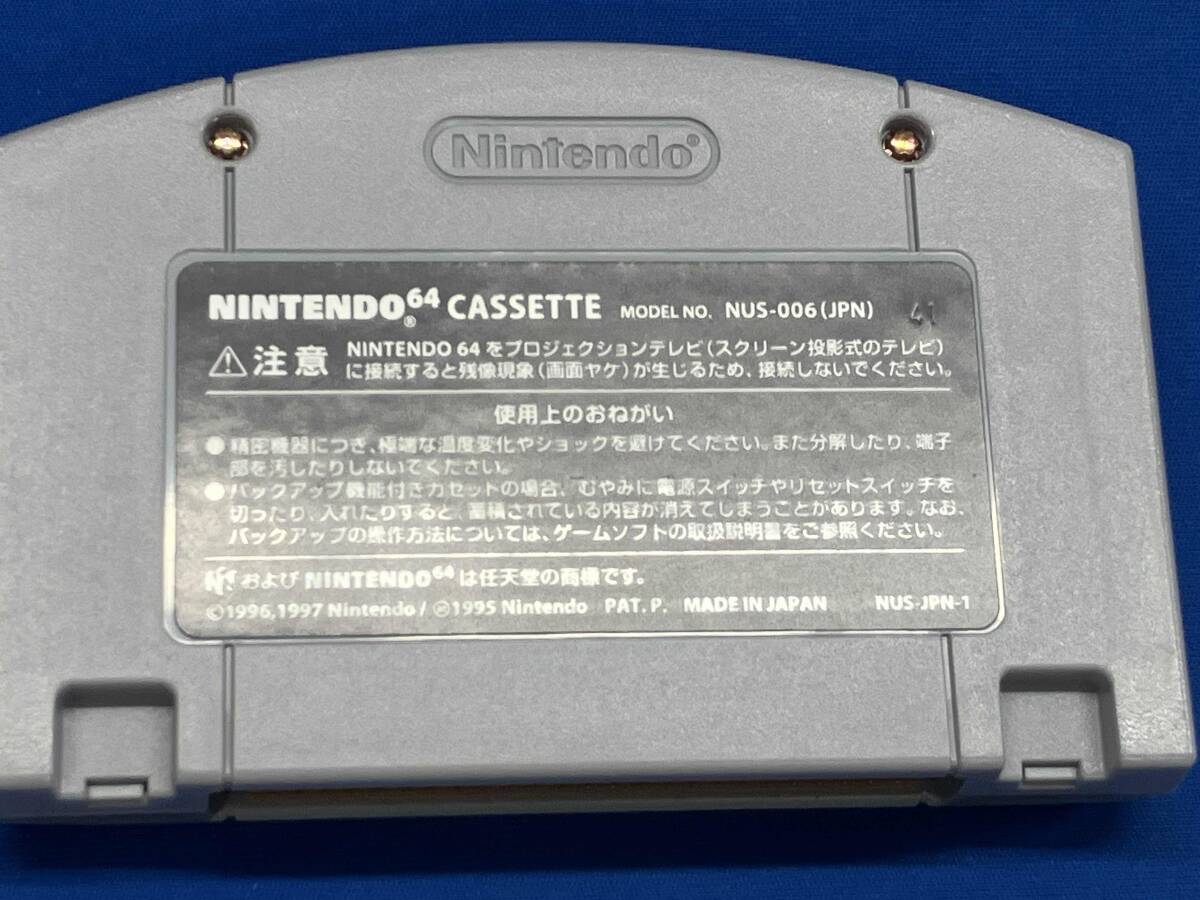 Nintendo®
NINTENDO64® CASSETTE MODEL NO. NUS-006(JPN) 41
⚠注意 NINTENDO 64 をプロジェクションテレビ(スクリーン投影式のテレビ)
に接続すると残像現象(画面ヤケ)が生じるため、接続しないでください。
使用上のおねがい
●精密機器につき、極端な温度変化やショックを避けてください。また分解したり、端子
部を汚したりしないでください。
●バックアップ機能付きカセットの場合、むやみに電源スイッチやリセットスイッチを
切ったり、入れたりすると、蓄積されている内容が消えてしまうことがあります。なお、
バックアップの操作方法については、ゲームソフトの取扱説明書をご参照ください。
および NINTENDO64 は任天堂の商標です。
©1996,1997 Nintendo/Ⓜ1995 Nintendo PAT. P. MADE IN JAPAN NUS-JPN-1